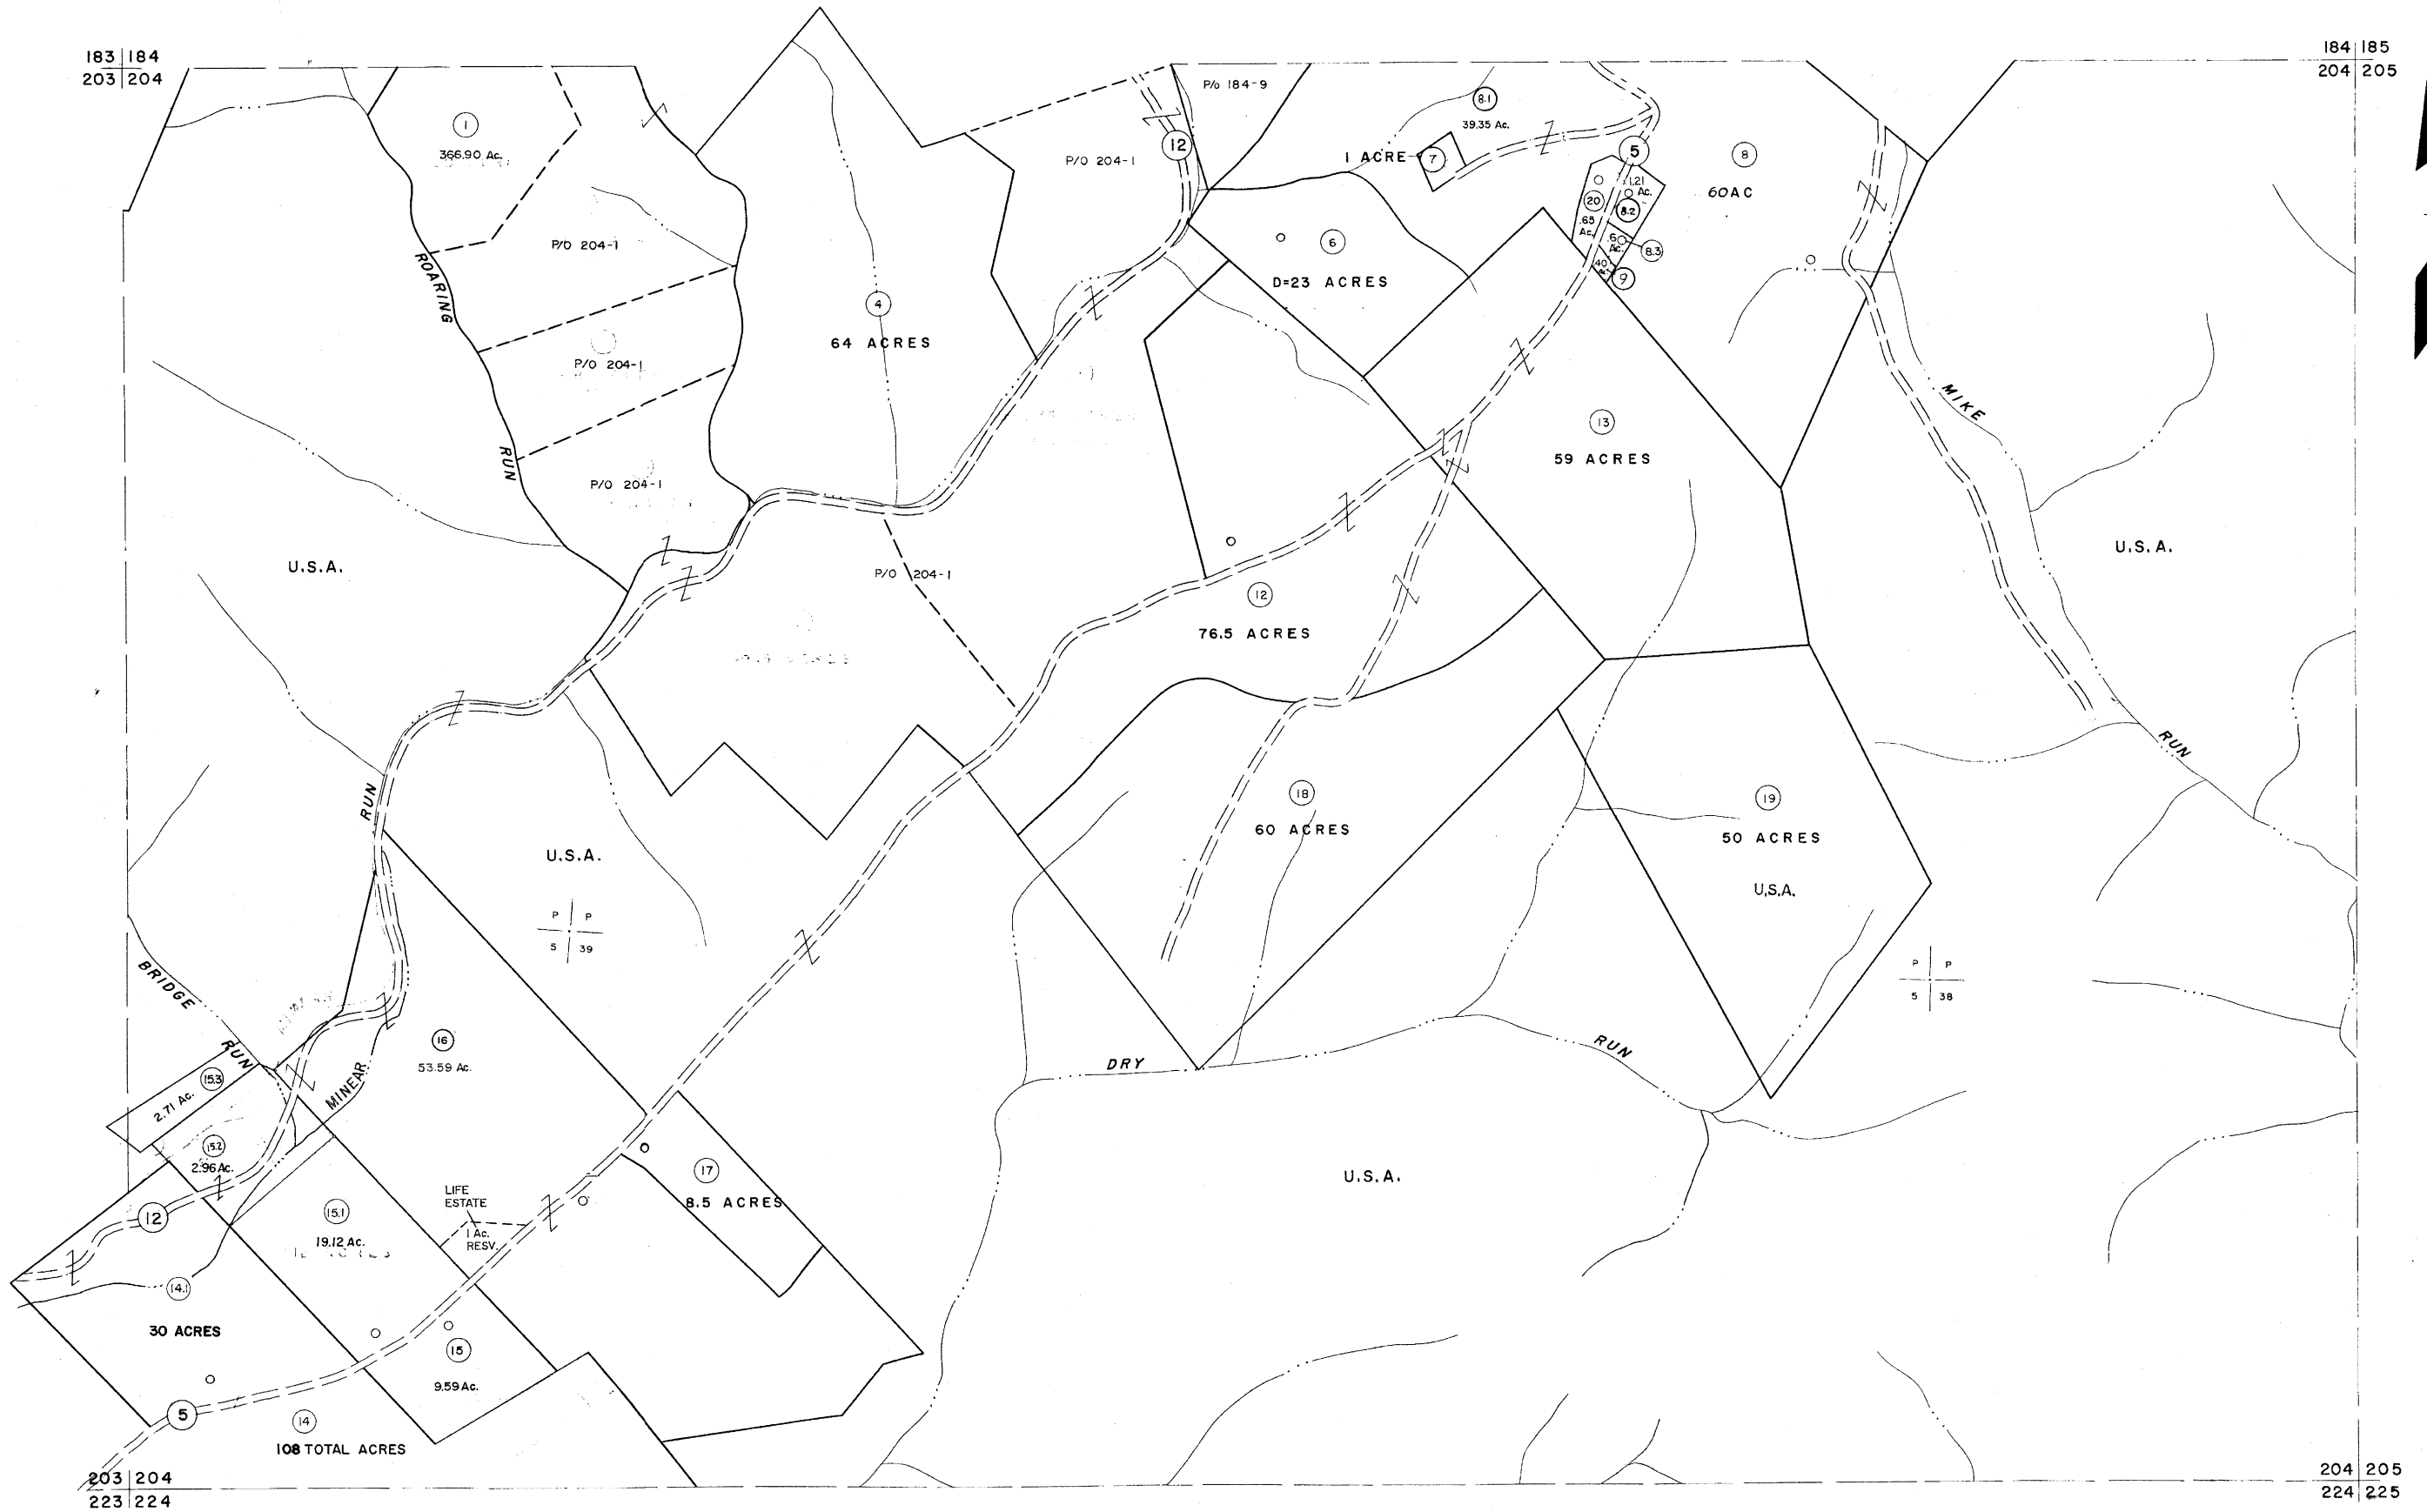 183 184
203 204
184 185
204 205
P/o 184-9
8.1
39.35 Ac.
1
366.90 Ac.
12
P/O 204-1
1 ACRE
7
5
8
60AC
1.21
Ac.
20
8.2
.65
Ac.
.6
Ac.
8.3
.40
Ac.
9
P/O 204-1
6
D=23 ACRES
ROARING
RUN
4
64 ACRES
P/O 204-1
P/O 204-1
MIKE
RUN
13
59 ACRES
U.S.A.
U.S.A.
P/O 204-1
12
76.5 ACRES
RUN
U.S.A.
18
60 ACRES
19
50 ACRES
U.S.A.
P P
5 39
P P
5 38
BRIDGE
RUN
16
53.59 Ac.
MINEAR
DRY
RUN
15.3
2.71 Ac.
15.2
2.96 Ac.
17
8.5 ACRES
U.S.A.
LIFE
ESTATE
1 Ac.
RESV.
12
15.1
19.12 Ac.
14.1
30 ACRES
15
9.59 Ac.
5
14
108 TOTAL ACRES
203 204
223 224
204 205
224 225